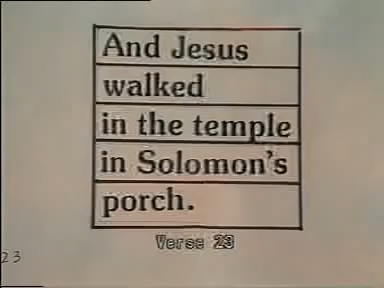 And Jesus
walked
in the temple
in Solomon's
porch.
Verse 23
23